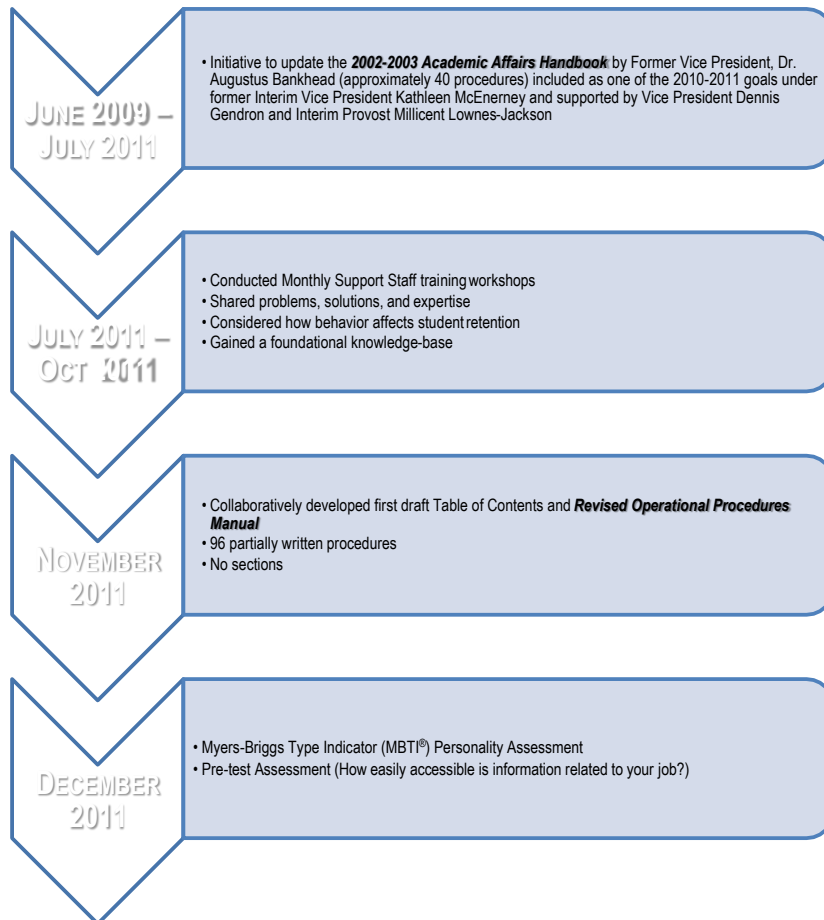 JUNE 2009 –
JULY 2011
• Initiative to update the 2002-2003 Academic Affairs Handbook by Former Vice President, Dr.
Augustus Bankhead (approximately 40 procedures) included as one of the 2010-2011 goals under
former Interim Vice President Kathleen McEnerney and supported by Vice President Dennis
Gendron and Interim Provost Millicent Lownes-Jackson
JULY 2011 –
OCT 2011
• Conducted Monthly Support Staff training workshops
• Shared problems, solutions, and expertise
• Considered how behavior affects student retention
• Gained a foundational knowledge-base
NOVEMBER
2011
• Collaboratively developed first draft Table of Contents and Revised Operational Procedures
Manual
• 96 partially written procedures
• No sections
DECEMBER
2011
• Myers-Briggs Type Indicator (MBTI®) Personality Assessment
• Pre-test Assessment (How easily accessible is information related to your job?)